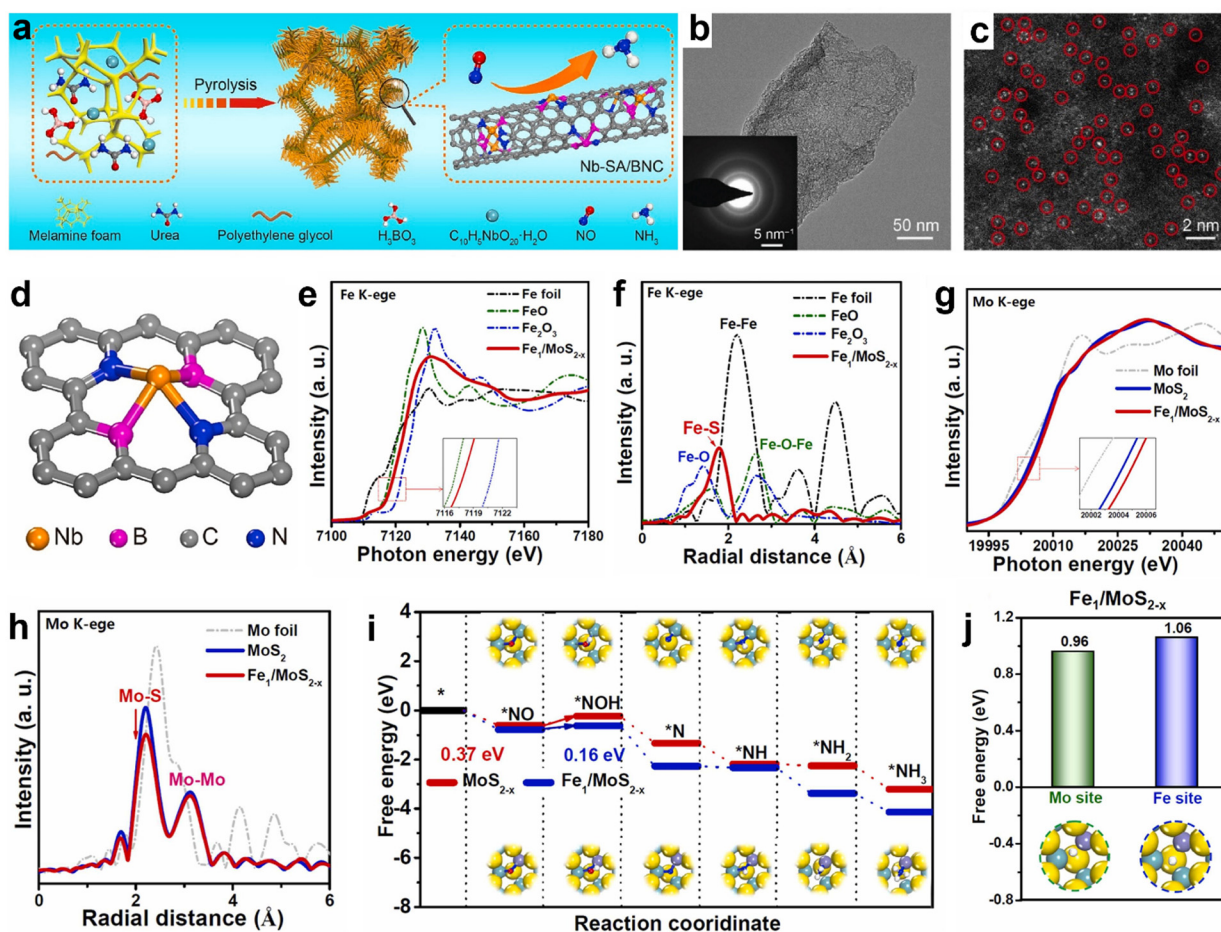 a
Pyrolysis
Nb-SA/BNC
Melamine foam
Urea
Polyethylene glycol
H₃BO₃
C₁₀H₅NbO₂₀·H₂O
NO
NH₃
b
5 nm⁻¹
50 nm
c
2 nm
d
Nb
B
C
N
e
Fe K-ege
Fe foil
FeO
Fe₂O₃
Fe₁/MoS₂₋ₓ
7116
7119
7122
Intensity (a. u.)
7100
7120
7140
7160
7180
Photon energy (eV)
f
Fe K-ege
Fe foil
FeO
Fe₂O₃
Fe₁/MoS₂₋ₓ
Fe-Fe
Fe-S
Fe-O
Fe-O-Fe
Intensity (a. u.)
0
2
4
6
Radial distance (Å)
g
Mo K-ege
Mo foil
MoS₂
Fe₁/MoS₂₋ₓ
20002
20004
20006
Intensity (a. u.)
19995
20010
20025
20040
Photon energy (eV)
h
Mo K-ege
Mo foil
MoS₂
Fe₁/MoS₂₋ₓ
Mo-S
Mo-Mo
Intensity (a. u.)
0
2
4
6
Radial distance (Å)
i
4
2
0
-2
-4
-6
-8
Free energy (eV)
*
*NO
*NOH
*N
*NH
*NH₂
*NH₃
0.37 eV
0.16 eV
MoS₂₋ₓ
Fe₁/MoS₂₋ₓ
Reaction cooridinate
j
Fe₁/MoS₂₋ₓ
1.2
0.8
0.4
0.0
-0.4
-0.8
Free energy (eV)
0.96
1.06
Mo site
Fe site